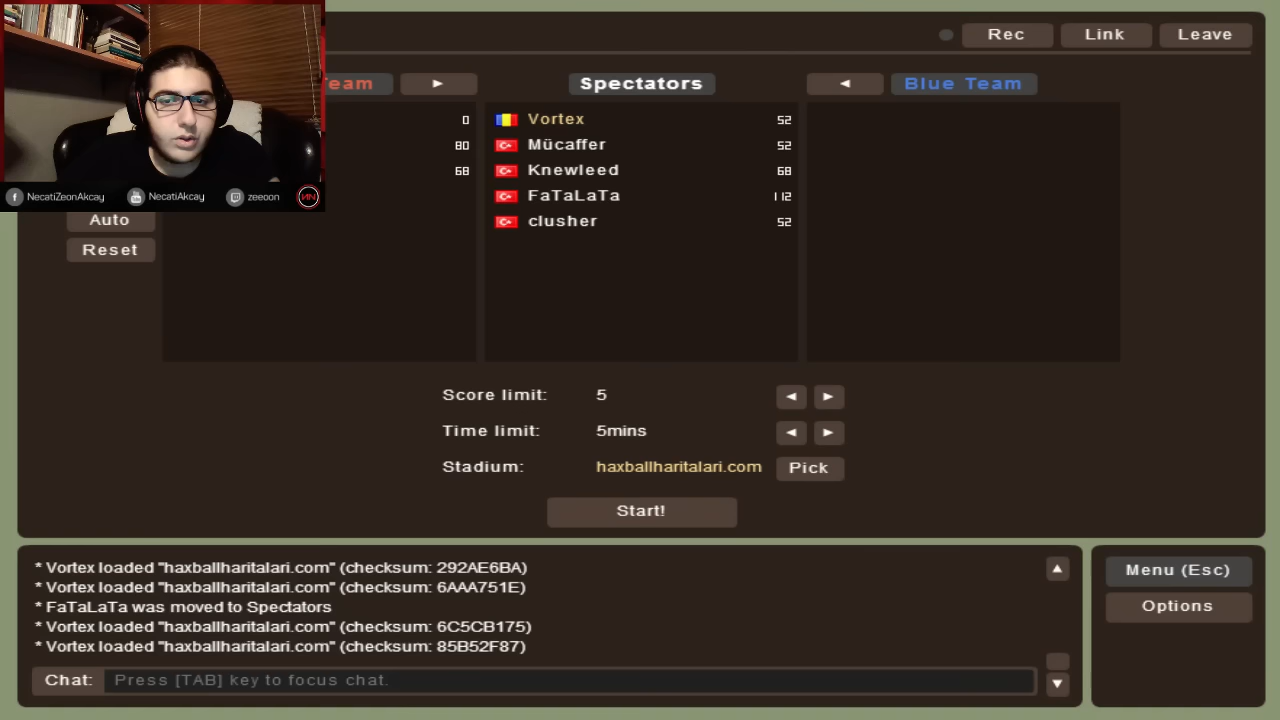 Rec Link Leave
eam ► Spectators ◄ Blue Team
0
80
68
Vortex 52
Mücaffer 52
Knewleed 68
FaTaLaTa 112
clusher 52
NecatiZeonAkcay NecatiAkcay zeeoon
Auto
Reset
Score limit: 5 ◄ ►
Time limit: 5mins ◄ ►
Stadium: haxballharitalari.com Pick
Start!
* Vortex loaded "haxballharitalari.com" (checksum: 292AE6BA)
* Vortex loaded "haxballharitalari.com" (checksum: 6AAA751E)
* FaTaLaTa was moved to Spectators
* Vortex loaded "haxballharitalari.com" (checksum: 6C5CB175)
* Vortex loaded "haxballharitalari.com" (checksum: 85B52F87)
Chat: Press [TAB] key to focus chat.
Menu (Esc)
Options